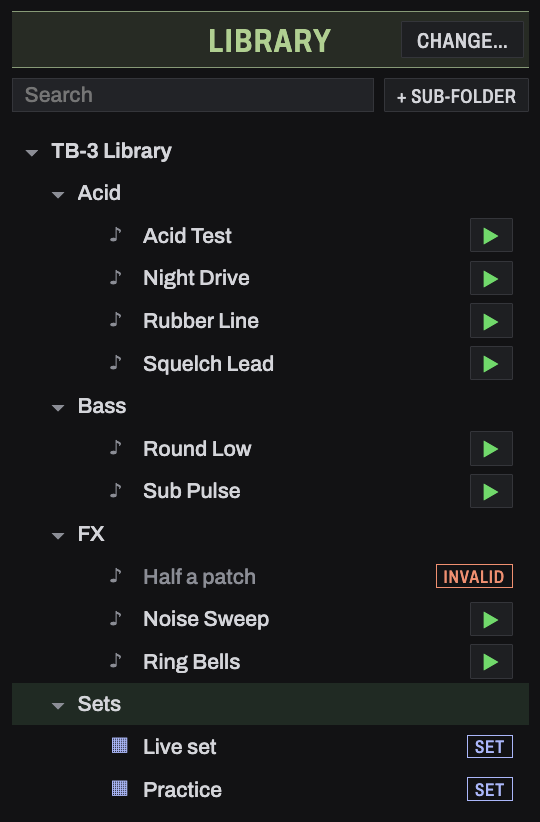 LIBRARY
CHANGE...
Search
+ SUB-FOLDER
TB-3 Library
Acid
Acid Test
Night Drive
Rubber Line
Squelch Lead
Bass
Round Low
Sub Pulse
FX
Half a patch
INVALID
Noise Sweep
Ring Bells
Sets
Live set
SET
Practice
SET